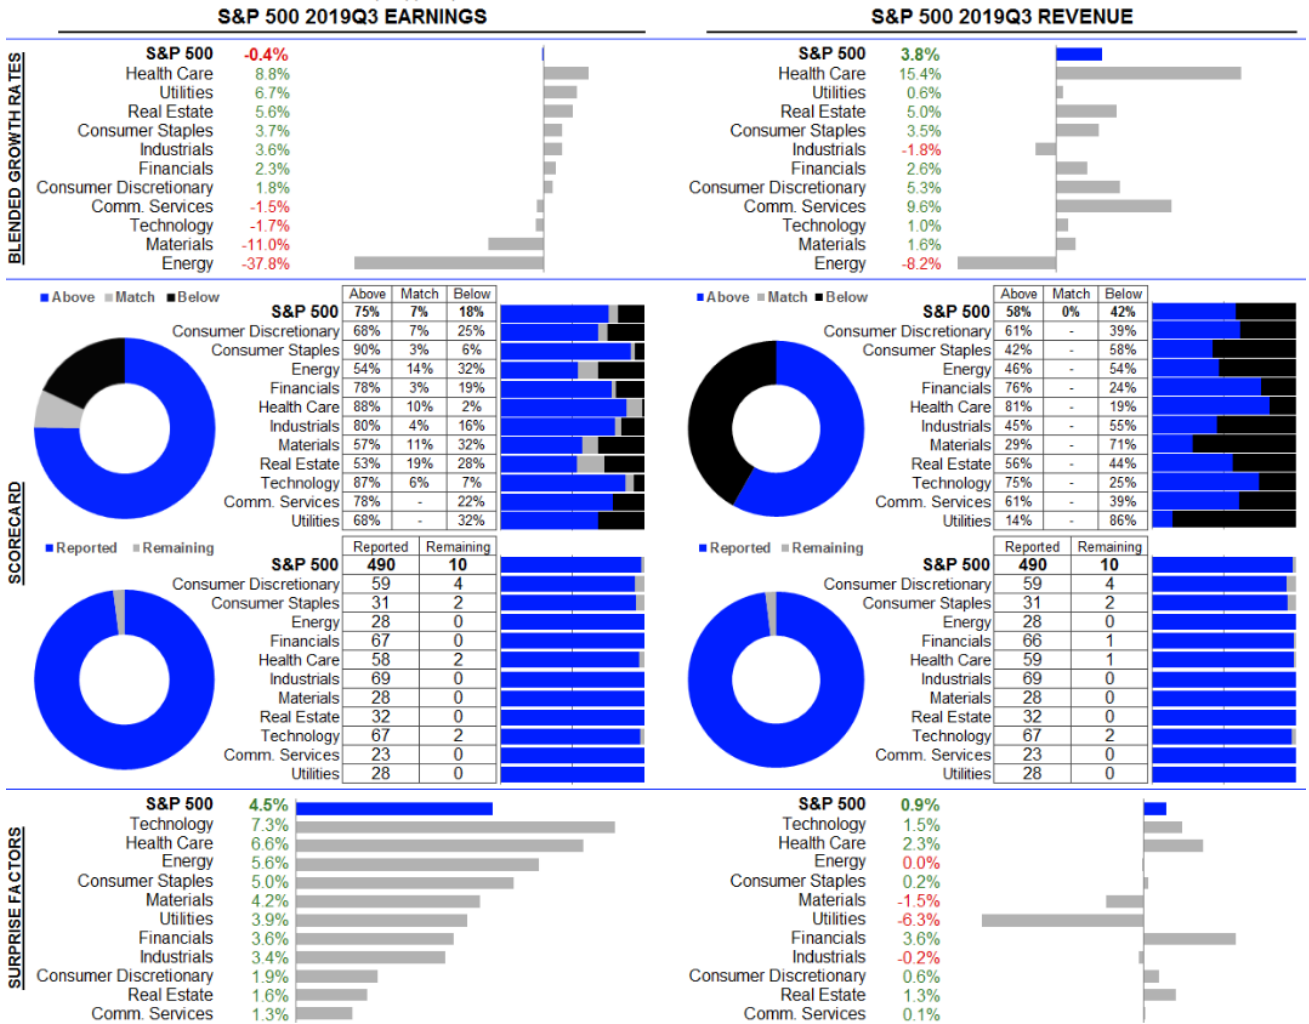 S&P 500 2019Q3 EARNINGS
BLENDED GROWTH RATES
S&P 500 -0.4%
Health Care 8.8%
Utilities 6.7%
Real Estate 5.6%
Consumer Staples 3.7%
Industrials 3.6%
Financials 2.3%
Consumer Discretionary 1.8%
Comm. Services -1.5%
Technology -1.7%
Materials -11.0%
Energy -37.8%
S&P 500 2019Q3 REVENUE
S&P 500 3.8%
Health Care 15.4%
Utilities 0.6%
Real Estate 5.0%
Consumer Staples 3.5%
Industrials -1.8%
Financials 2.6%
Consumer Discretionary 5.3%
Comm. Services 9.6%
Technology 1.0%
Materials 1.6%
Energy -8.2%
SCORECARD
Above Match Below
Above Match Below
S&P 500 75% 7% 18%
Consumer Discretionary 68% 7% 25%
Consumer Staples 90% 3% 6%
Energy 54% 14% 32%
Financials 78% 3% 19%
Health Care 88% 10% 2%
Industrials 80% 4% 16%
Materials 57% 11% 32%
Real Estate 53% 19% 28%
Technology 87% 6% 7%
Comm. Services 78% - 22%
Utilities 68% - 32%
Above Match Below
Above Match Below
S&P 500 58% 0% 42%
Consumer Discretionary 61% - 39%
Consumer Staples 42% - 58%
Energy 46% - 54%
Financials 76% - 24%
Health Care 81% - 19%
Industrials 45% - 55%
Materials 29% - 71%
Real Estate 56% - 44%
Technology 75% - 25%
Comm. Services 61% - 39%
Utilities 14% - 86%
Reported Remaining
Reported Remaining
S&P 500 490 10
Consumer Discretionary 59 4
Consumer Staples 31 2
Energy 28 0
Financials 67 0
Health Care 58 2
Industrials 69 0
Materials 28 0
Real Estate 32 0
Technology 67 2
Comm. Services 23 0
Utilities 28 0
Reported Remaining
Reported Remaining
S&P 500 490 10
Consumer Discretionary 59 4
Consumer Staples 31 2
Energy 28 0
Financials 66 1
Health Care 59 1
Industrials 69 0
Materials 28 0
Real Estate 32 0
Technology 67 2
Comm. Services 23 0
Utilities 28 0
SURPRISE FACTORS
S&P 500 4.5%
Technology 7.3%
Health Care 6.6%
Energy 5.6%
Consumer Staples 5.0%
Materials 4.2%
Utilities 3.9%
Financials 3.6%
Industrials 3.4%
Consumer Discretionary 1.9%
Real Estate 1.6%
Comm. Services 1.3%
S&P 500 0.9%
Technology 1.5%
Health Care 2.3%
Energy 0.0%
Consumer Staples 0.2%
Materials -1.5%
Utilities -6.3%
Financials 3.6%
Industrials -0.2%
Consumer Discretionary 0.6%
Real Estate 1.3%
Comm. Services 0.1%